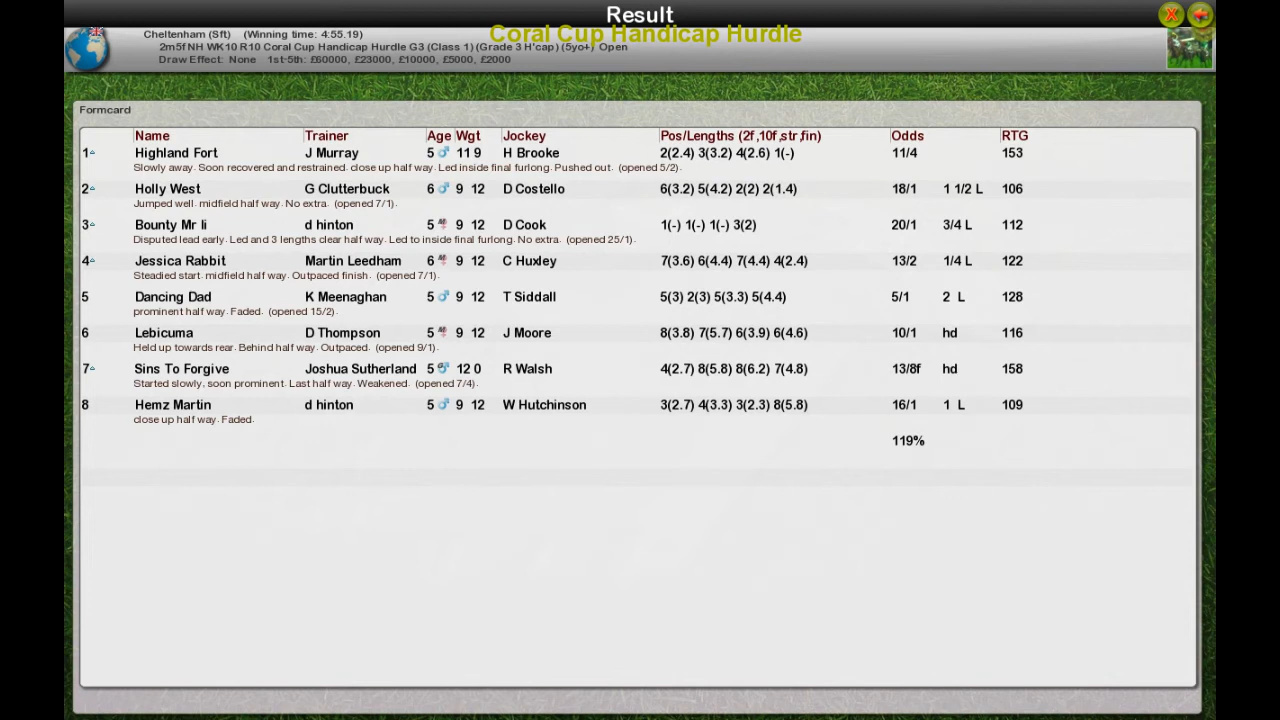 Result
Coral Cup Handicap Hurdle
Cheltenham (Sft) (Winning time: 4:55.19)
2m5f NH WK10 R10 Coral Cup Handicap Hurdle G3 (Class 1) (Grade 3 H'cap) (5yo+) Open
Draw Effect: None 1st-5th: £60000, £23000, £10000, £5000, £2000
Formcard
Name Trainer Age Wgt Jockey Pos/Lengths (2f,10f,str,fin) Odds RTG
1 Highland Fort J Murray 5 11 9 H Brooke 2(2.4) 3(3.2) 4(2.6) 1(-) 11/4 153
Slowly away. Soon recovered and restrained. close up half way. Led inside final furlong. Pushed out. (opened 5/2).
2 Holly West G Clutterbuck 6 9 12 D Costello 6(3.2) 5(4.2) 2(2) 2(1.4) 18/1 1 1/2 L 106
Jumped well. midfield half way. No extra. (opened 7/1).
3 Bounty Mr Ii d hinton 5 9 12 D Cook 1(-) 1(-) 1(-) 3(2) 20/1 3/4 L 112
Disputed lead early. Led and 3 lengths clear half way. Led to inside final furlong. No extra. (opened 25/1).
4 Jessica Rabbit Martin Leedham 6 9 12 C Huxley 7(3.6) 6(4.4) 7(4.4) 4(2.4) 13/2 1/4 L 122
Steadied start. midfield half way. Outpaced finish. (opened 7/1).
5 Dancing Dad K Meenaghan 5 9 12 T Siddall 5(3) 2(3) 5(3.3) 5(4.4) 5/1 2 L 128
prominent half way. Faded. (opened 15/2).
6 Lebicuma D Thompson 5 9 12 J Moore 8(3.8) 7(5.7) 6(3.9) 6(4.6) 10/1 hd 116
Held up towards rear. Behind half way. Outpaced. (opened 9/1).
7 Sins To Forgive Joshua Sutherland 5 12 0 R Walsh 4(2.7) 8(5.8) 8(6.2) 7(4.8) 13/8f hd 158
Started slowly, soon prominent. Last half way. Weakened. (opened 7/4).
8 Hemz Martin d hinton 5 9 12 W Hutchinson 3(2.7) 4(3.3) 3(2.3) 8(5.8) 16/1 1 L 109
close up half way. Faded.
119%